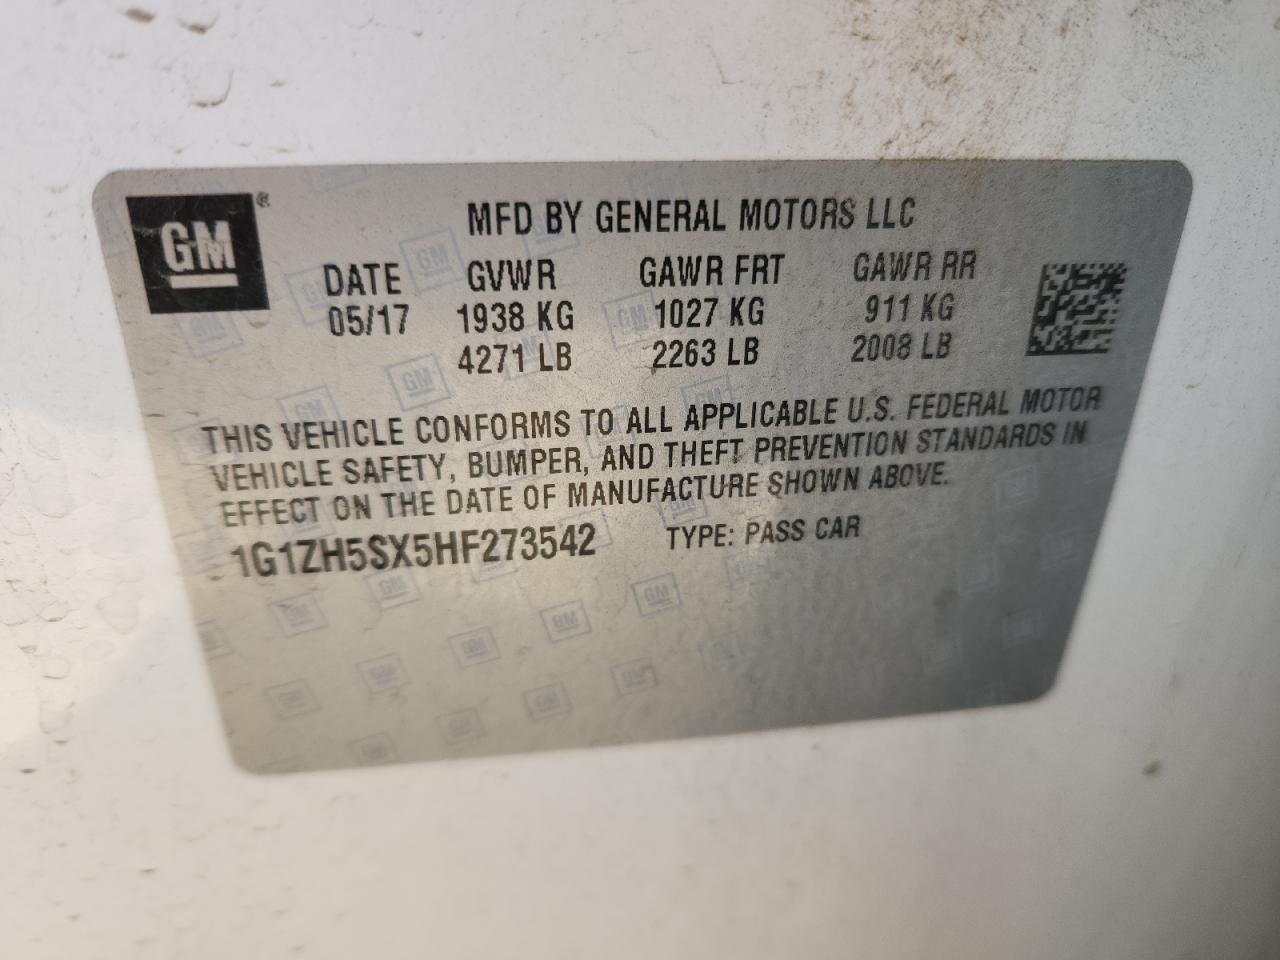 GM®
MFD BY GENERAL MOTORS LLC
DATE GVWR GAWR FRT GAWR RR
05/17 1938 KG 1027 KG 911 KG
4271 LB 2263 LB 2008 LB
THIS VEHICLE CONFORMS TO ALL APPLICABLE U.S. FEDERAL MOTOR
VEHICLE SAFETY, BUMPER, AND THEFT PREVENTION STANDARDS IN
EFFECT ON THE DATE OF MANUFACTURE SHOWN ABOVE.
1G1ZH5SX5HF273542 TYPE: PASS CAR